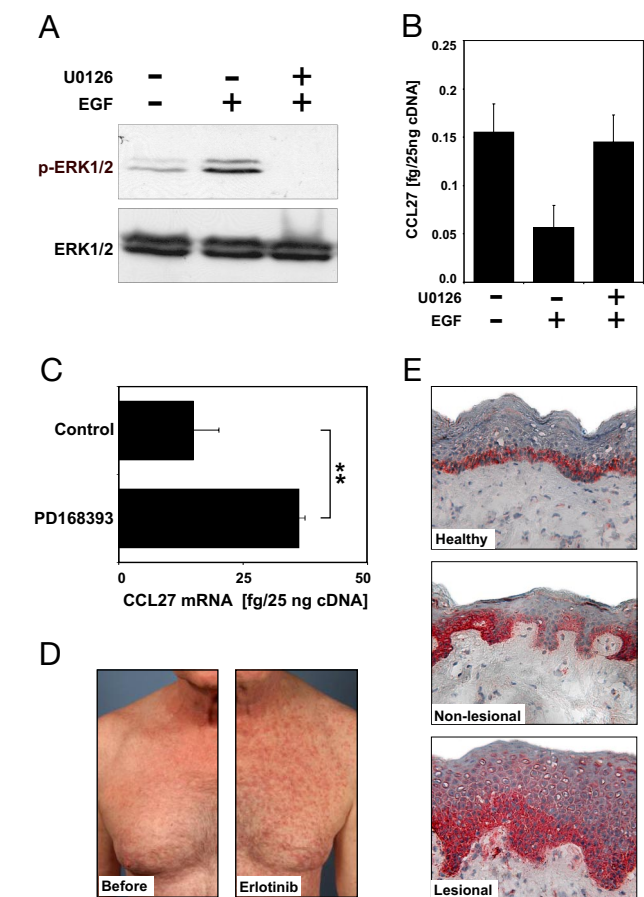 A
U0126 - - +
EGF - + +
p-ERK1/2
ERK1/2
B
CCL27 [fg/25ng cDNA]
0.25
0.2
0.15
0.1
0.05
0.0
U0126 - - +
EGF - + +
C
Control
PD168393
**
0 25 50
CCL27 mRNA [fg/25 ng cDNA]
D
Before
Erlotinib
E
Healthy
Non-lesional
Lesional